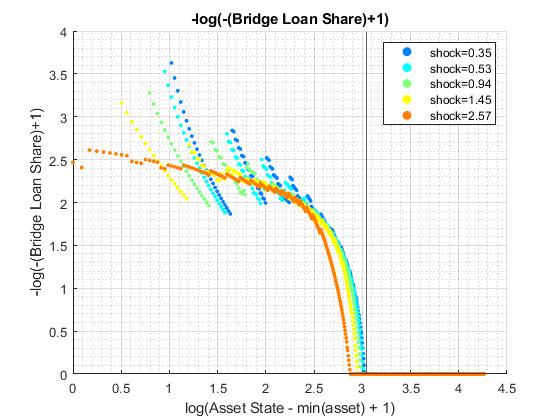 -log(-(Bridge Loan Share)+1)
4
3.5
3
2.5
2
1.5
1
0.5
0
-log(-(Bridge Loan Share)+1)
shock=0.35
shock=0.53
shock=0.94
shock=1.45
shock=2.57
0 0.5 1 1.5 2 2.5 3 3.5 4 4.5
log(Asset State - min(asset) + 1)